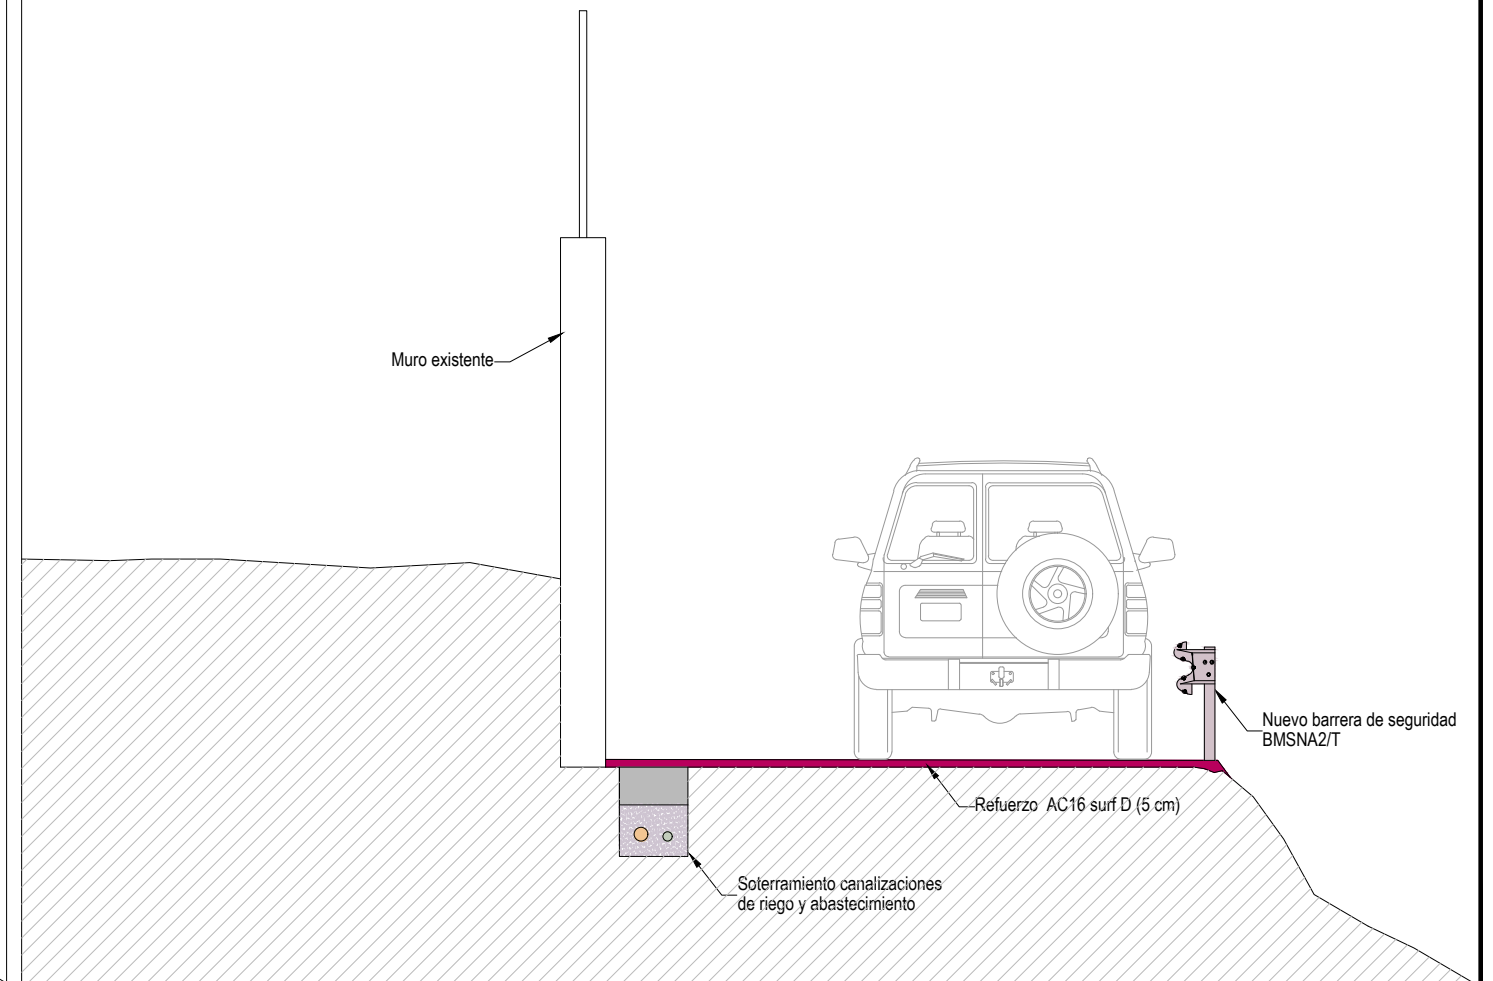 Muro existente
Nuevo barrera de seguridad
BMSNA2/T
Refuerzo AC16 surf D (5 cm)
Soterramiento canalizaciones
de riego y abastecimiento